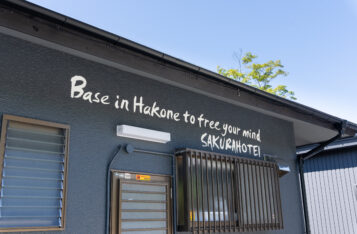 Base in Hakone to free your mind
SAKURAHOTEL